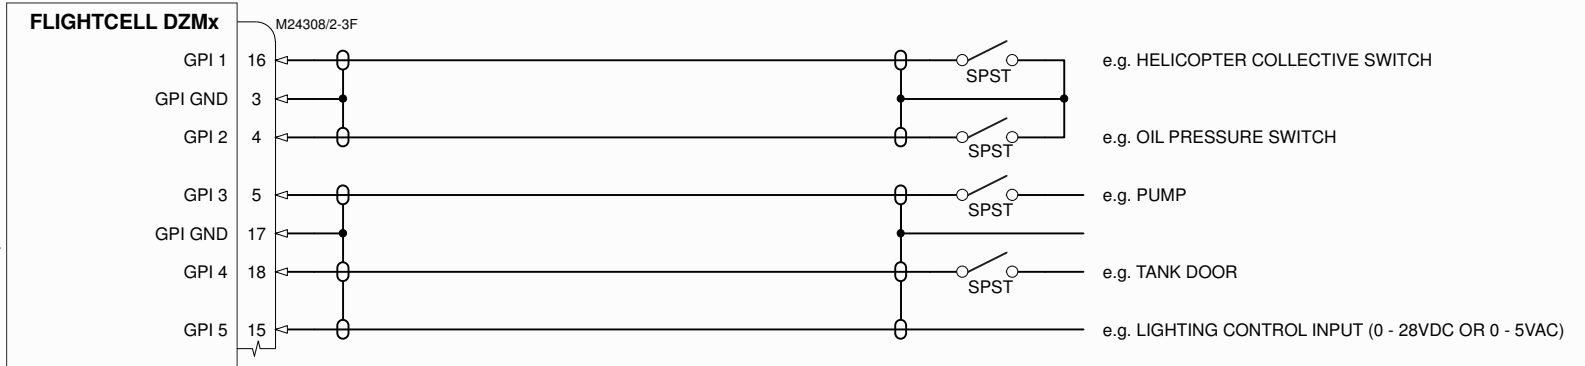 FLIGHTCELL DZMx
M24308/2-3F
GPI 1 16 SPST e.g. HELICOPTER COLLECTIVE SWITCH
GPI GND 3
GPI 2 4 SPST e.g. OIL PRESSURE SWITCH
GPI 3 5 SPST e.g. PUMP
GPI GND 17
GPI 4 18 SPST e.g. TANK DOOR
GPI 5 15 e.g. LIGHTING CONTROL INPUT (0 - 28VDC OR 0 - 5VAC)